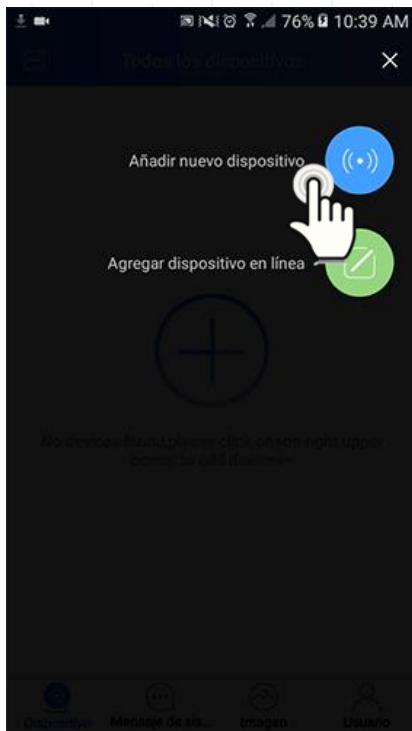 76% 10:39 AM
Todos los dispositivos
Añadir nuevo dispositivo
Agregar dispositivo en línea
No devices found,please click on top right upper
corner to add devices~
Dispositivo Mensaje de sis... Imagen Usuario